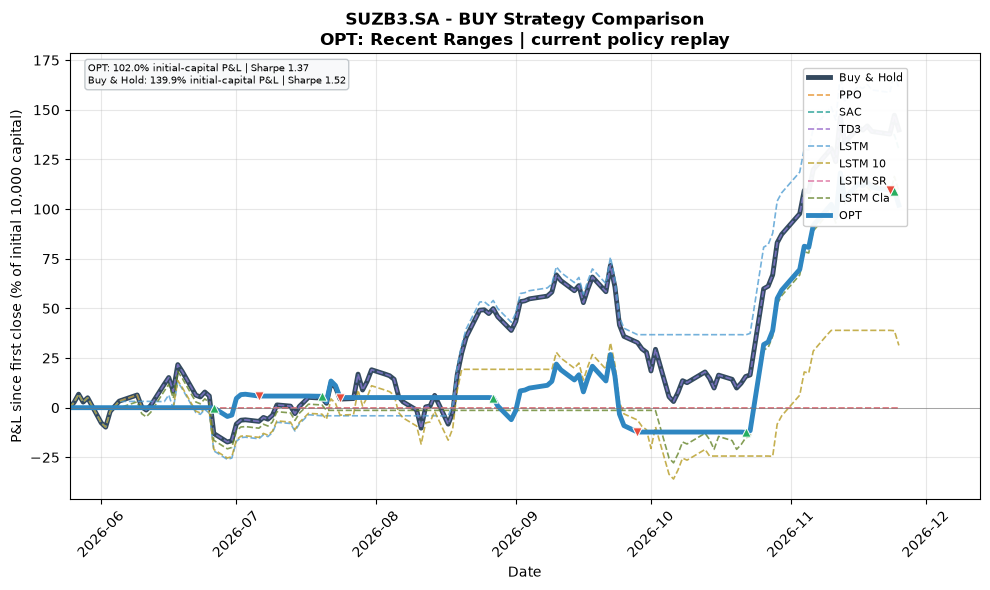 SUZB3.SA - BUY Strategy Comparison
OPT: Recent Ranges | current policy replay
OPT: 102.0% initial-capital P&L | Sharpe 1.37
Buy & Hold: 139.9% initial-capital P&L | Sharpe 1.52
Buy & Hold
PPO
SAC
TD3
LSTM
LSTM 10
LSTM SR
LSTM Cla
OPT
P&L since first close (% of initial 10,000 capital)
175
150
125
100
75
50
25
0
−25
2026-06
2026-07
2026-08
2026-09
2026-10
2026-11
2026-12
Date